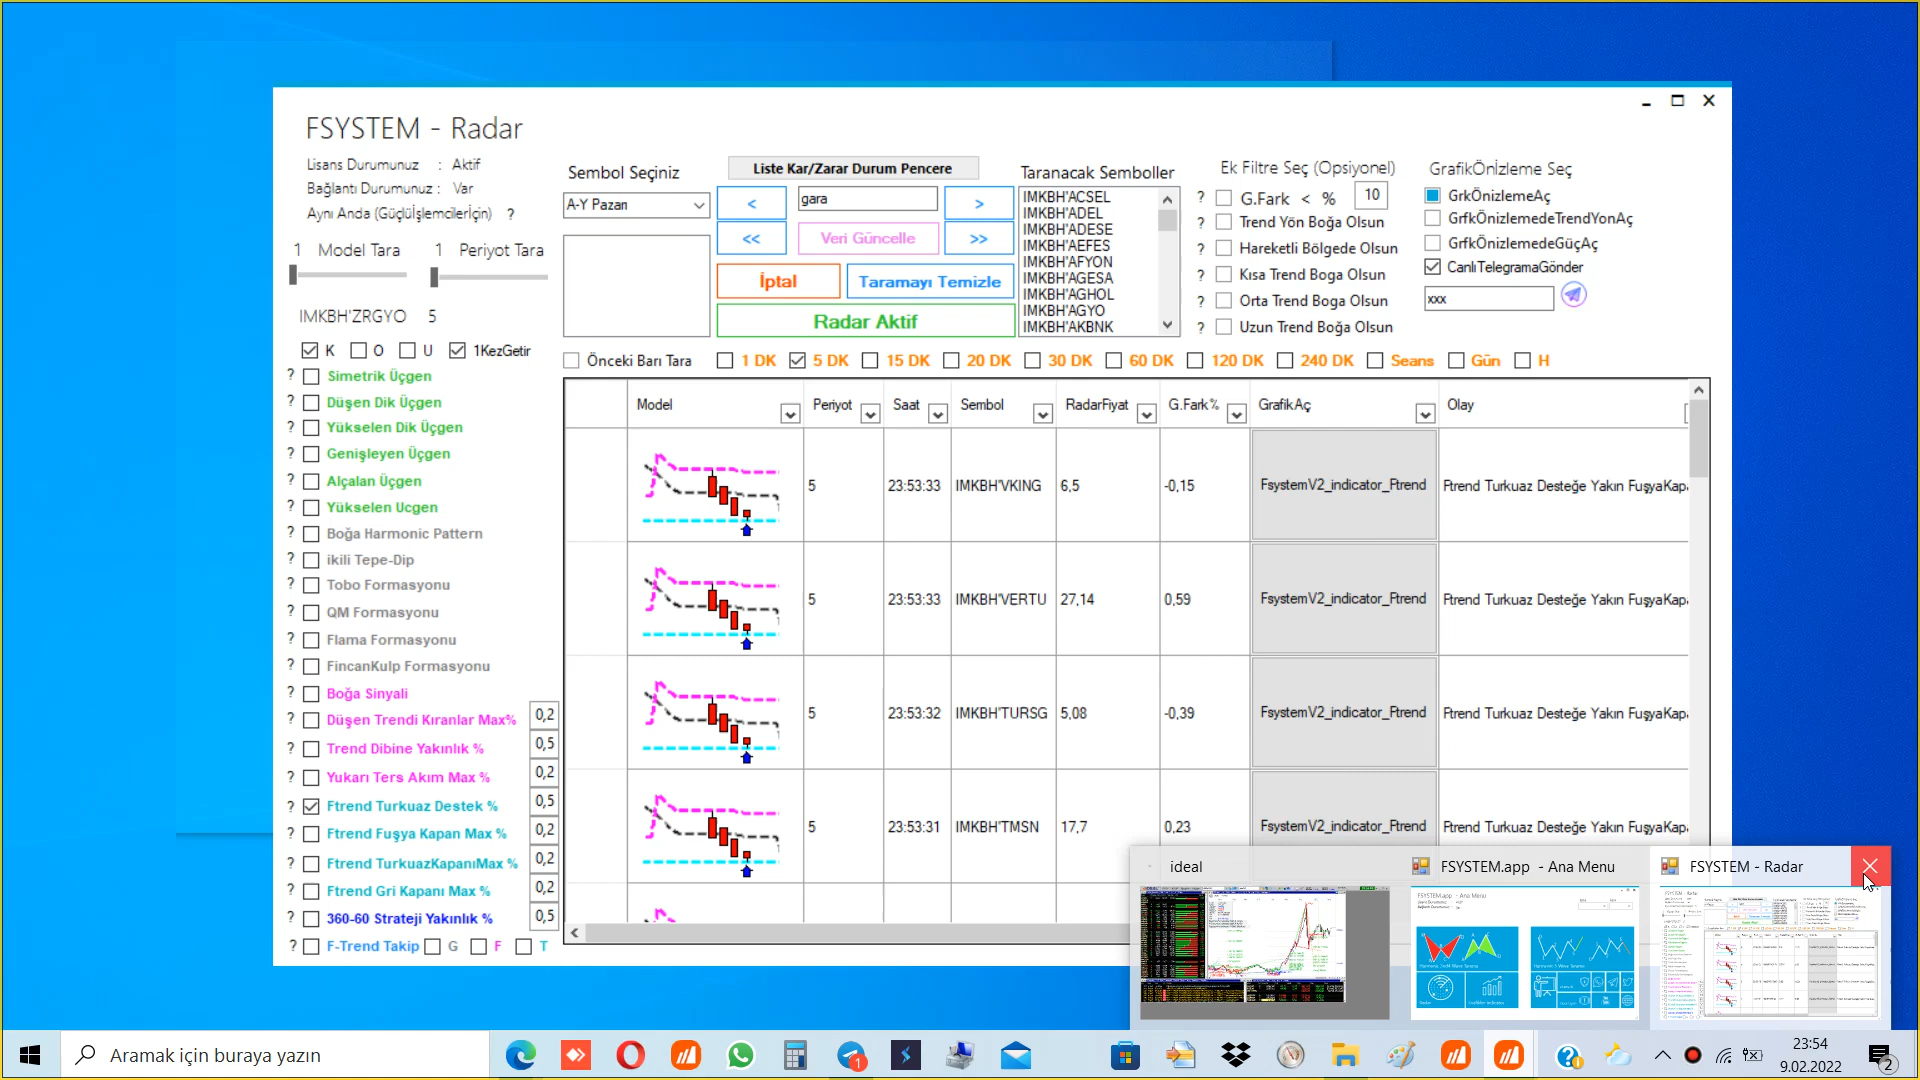 FSYSTEM - Radar
Lisans Durumunuz : Aktif
Bağlantı Durumunuz : Var
Aynı Anda (Güçlüİşlemcilerİçin) ?
1 Model Tara 1 Periyot Tara
IMKBH'ZRGYO 5
K O U 1KezGetir
? Simetrik Üçgen
? Düşen Dik Üçgen
? Yükselen Dik Üçgen
? Genişleyen Üçgen
? Alçalan Üçgen
? Yükselen Ucgen
? Boğa Harmonic Pattern
? ikili Tepe-Dip
? Tobo Formasyonu
? QM Formasyonu
? Flama Formasyonu
? FincanKulp Formasyonu
? Boğa Sinyali
? Düşen Trendi Kıranlar Max% 0,2
? Trend Dibine Yakınlık % 0,5
? Yukarı Ters Akım Max % 0,2
? Ftrend Turkuaz Destek % 0,5
? Ftrend Fuşya Kapan Max % 0,2
? Ftrend TurkuazKapanıMax % 0,2
? Ftrend Gri Kapanı Max % 0,2
? 360-60 Strateji Yakınlık % 0,5
? F-Trend Takip G F T
Sembol Seçiniz
A-Y Pazarı
Liste Kar/Zarar Durum Pencere
< gara >
<< Veri Güncelle >>
İptal Taramayı Temizle
Radar Aktif
Taranacak Semboller
IMKBH'ACSEL
IMKBH'ADEL
IMKBH'ADESE
IMKBH'AEFES
IMKBH'AFYON
IMKBH'AGESA
IMKBH'AGHOL
IMKBH'AGYO
IMKBH'AKBNK
Ek Filtre Seç (Opsiyonel)
? G.Fark < % 10
? Trend Yön Boğa Olsun
? Hareketli Bölgede Olsun
? Kısa Trend Boga Olsun
? Orta Trend Boga Olsun
? Uzun Trend Boğa Olsun
GrafikÖnİzleme Seç
GrkÖnizlemeAç
GrfkÖnizlemedeTrendYonAç
GrfkÖnizlemedeGüçAç
CanlıTelegramaGönder
xxx
Önceki Barı Tara 1 DK 5 DK 15 DK 20 DK 30 DK 60 DK 120 DK 240 DK Seans Gün H
Model Periyot Saat Sembol RadarFiyat G.Fark% GrafikAç Olay
5 23:53:33 IMKBH'VKING 6,5 -0,15 FsystemV2_indicator_Ftrend Ftrend Turkuaz Desteğe Yakın FuşyaKapa
5 23:53:33 IMKBH'VERTU 27,14 0,59 FsystemV2_indicator_Ftrend Ftrend Turkuaz Desteğe Yakın FuşyaKapa
5 23:53:32 IMKBH'TURSG 5,08 -0,39 FsystemV2_indicator_Ftrend Ftrend Turkuaz Desteğe Yakın FuşyaKapa
5 23:53:31 IMKBH'TMSN 17,7 0,23 FsystemV2_indicator_Ftrend Ftrend Turkuaz Desteğe Yakın FuşyaKapa
ideal
FSYSTEM.app - Ana Menu
FSYSTEM - Radar
Aramak için buraya yazın
1
23:54
9.02.2022
2